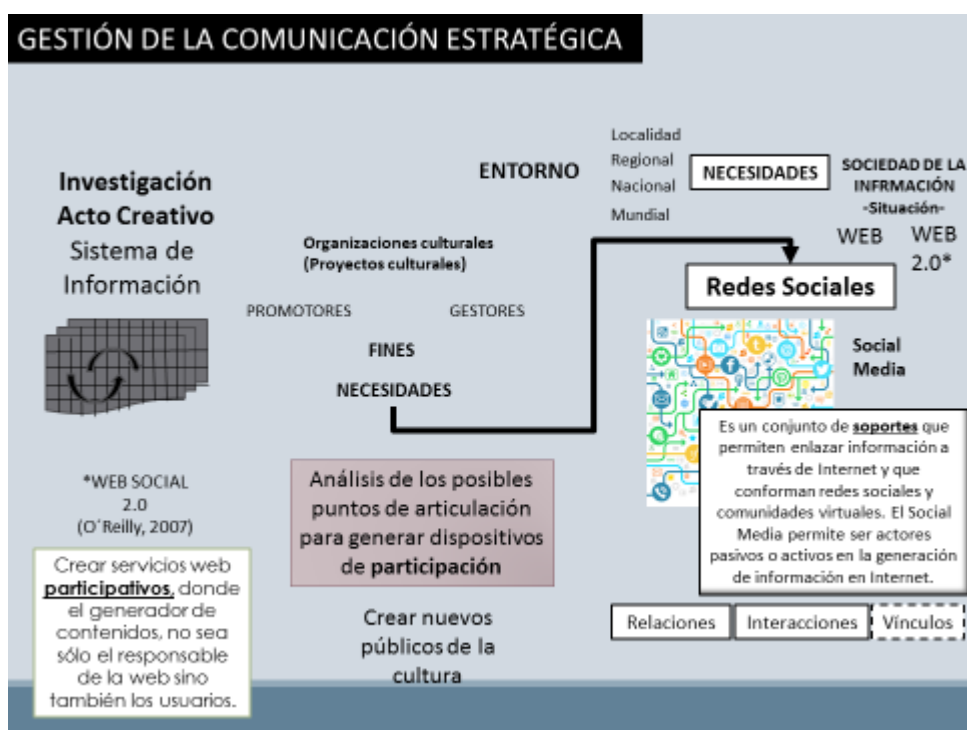 GESTIÓN DE LA COMUNICACIÓN ESTRATÉGICA
Investigación
Acto Creativo
Sistema de
Información
*WEB SOCIAL
2.0
(O´Reilly, 2007)
Crear servicios web
participativos, donde
el generador de
contenidos, no sea
sólo el responsable
de la web sino
también los usuarios.
ENTORNO
Organizaciones culturales
(Proyectos culturales)
PROMOTORES
GESTORES
FINES
NECESIDADES
Análisis de los posibles
puntos de articulación
para generar dispositivos
de participación
Crear nuevos
públicos de la
cultura
Localidad
Regional
Nacional
Mundial
NECESIDADES
SOCIEDAD DE LA
INFRMACIÓN
-Situación-
WEB
WEB
2.0*
Redes Sociales
Social
Media
Es un conjunto de soportes que
permiten enlazar información a
través de Internet y que
conforman redes sociales y
comunidades virtuales. El Social
Media permite ser actores
pasivos o activos en la generación
de información en Internet.
Relaciones
Interacciones
Vínculos